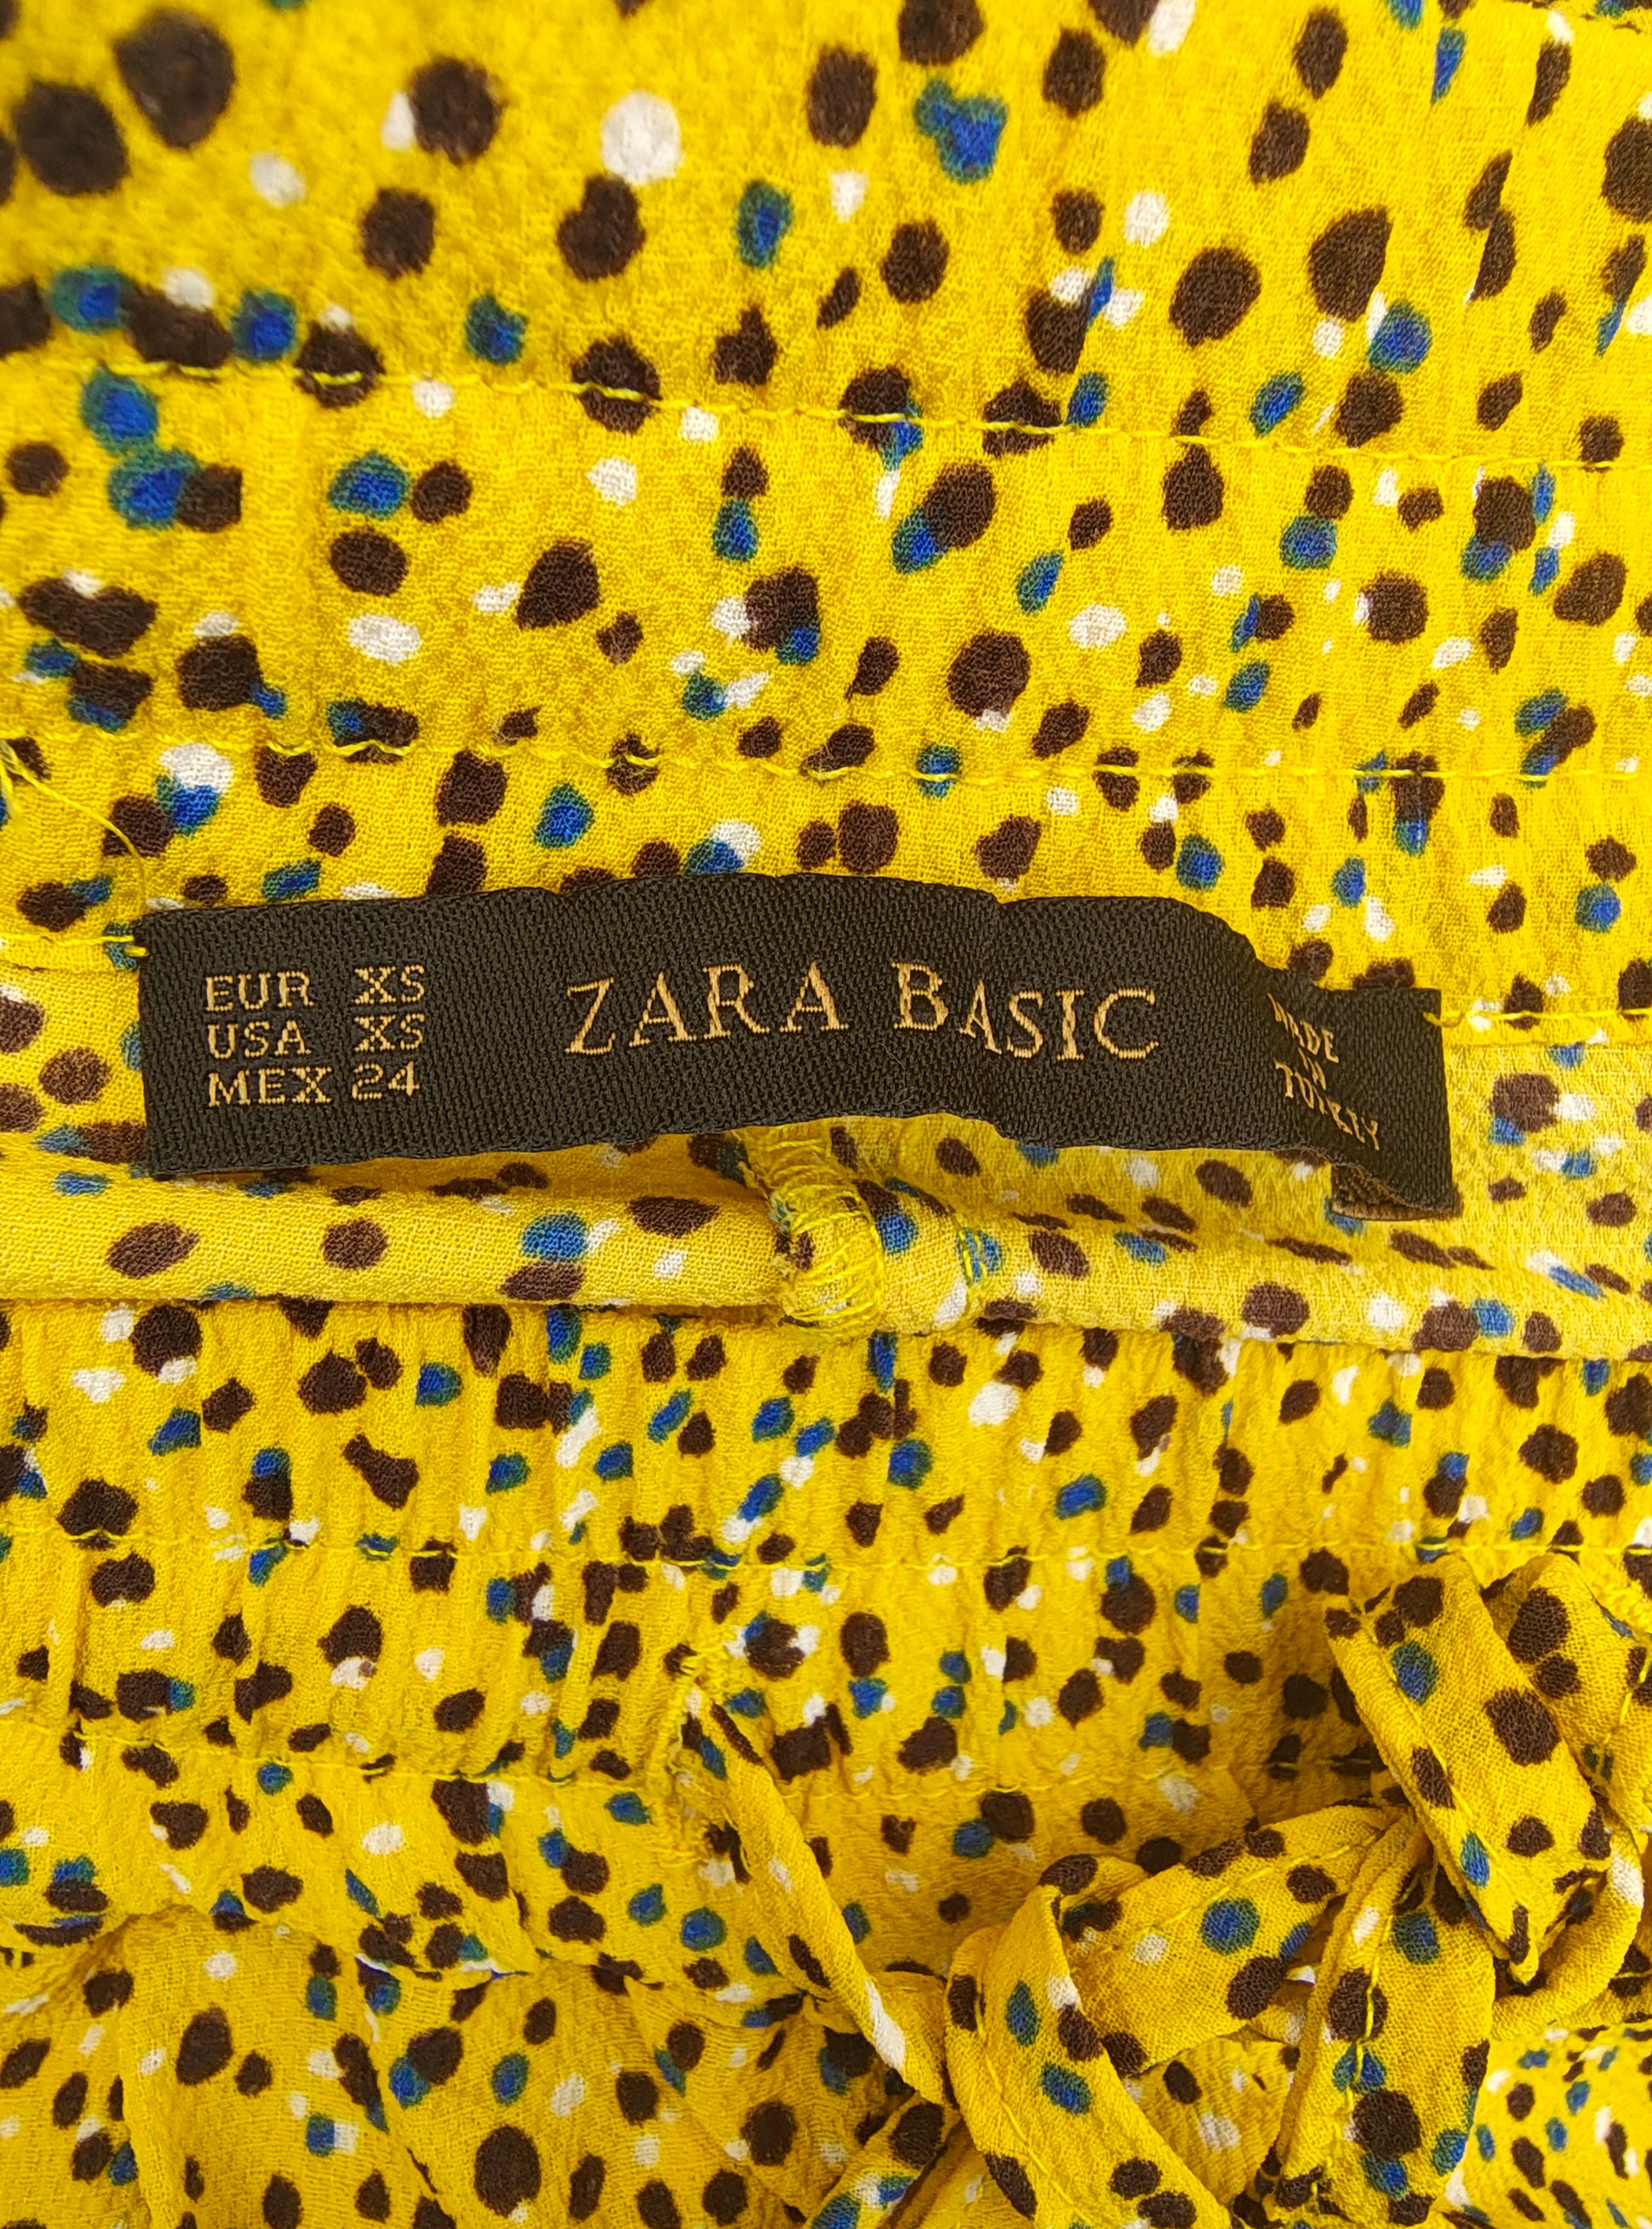 EUR XS
USA XS
MEX 24
ZARA BASIC
MADE
IN
TURKEY